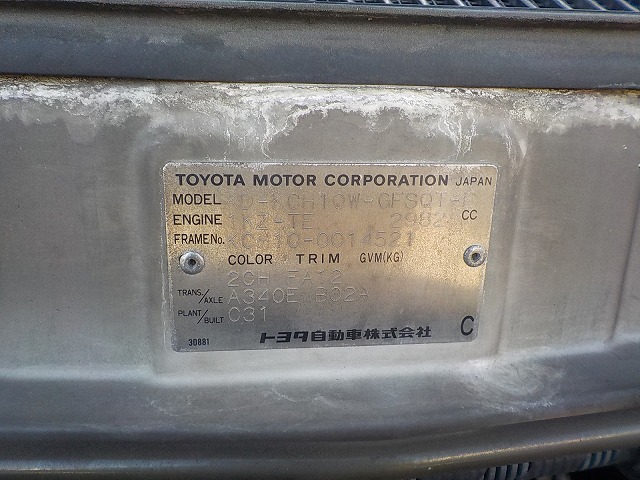 TOYOTA MOTOR CORPORATION JAPAN
MODEL KCH10W-GFSQT
ENGINE 1KZ-TE 2982 CC
FRAME No. KCH10-0014521
COLOR TRIM GVM(KG)
2CH FA12
TRANS./AXLE A340E B02A
PLANT/BUILT C31
30881 トヨタ自動車株式会社 C